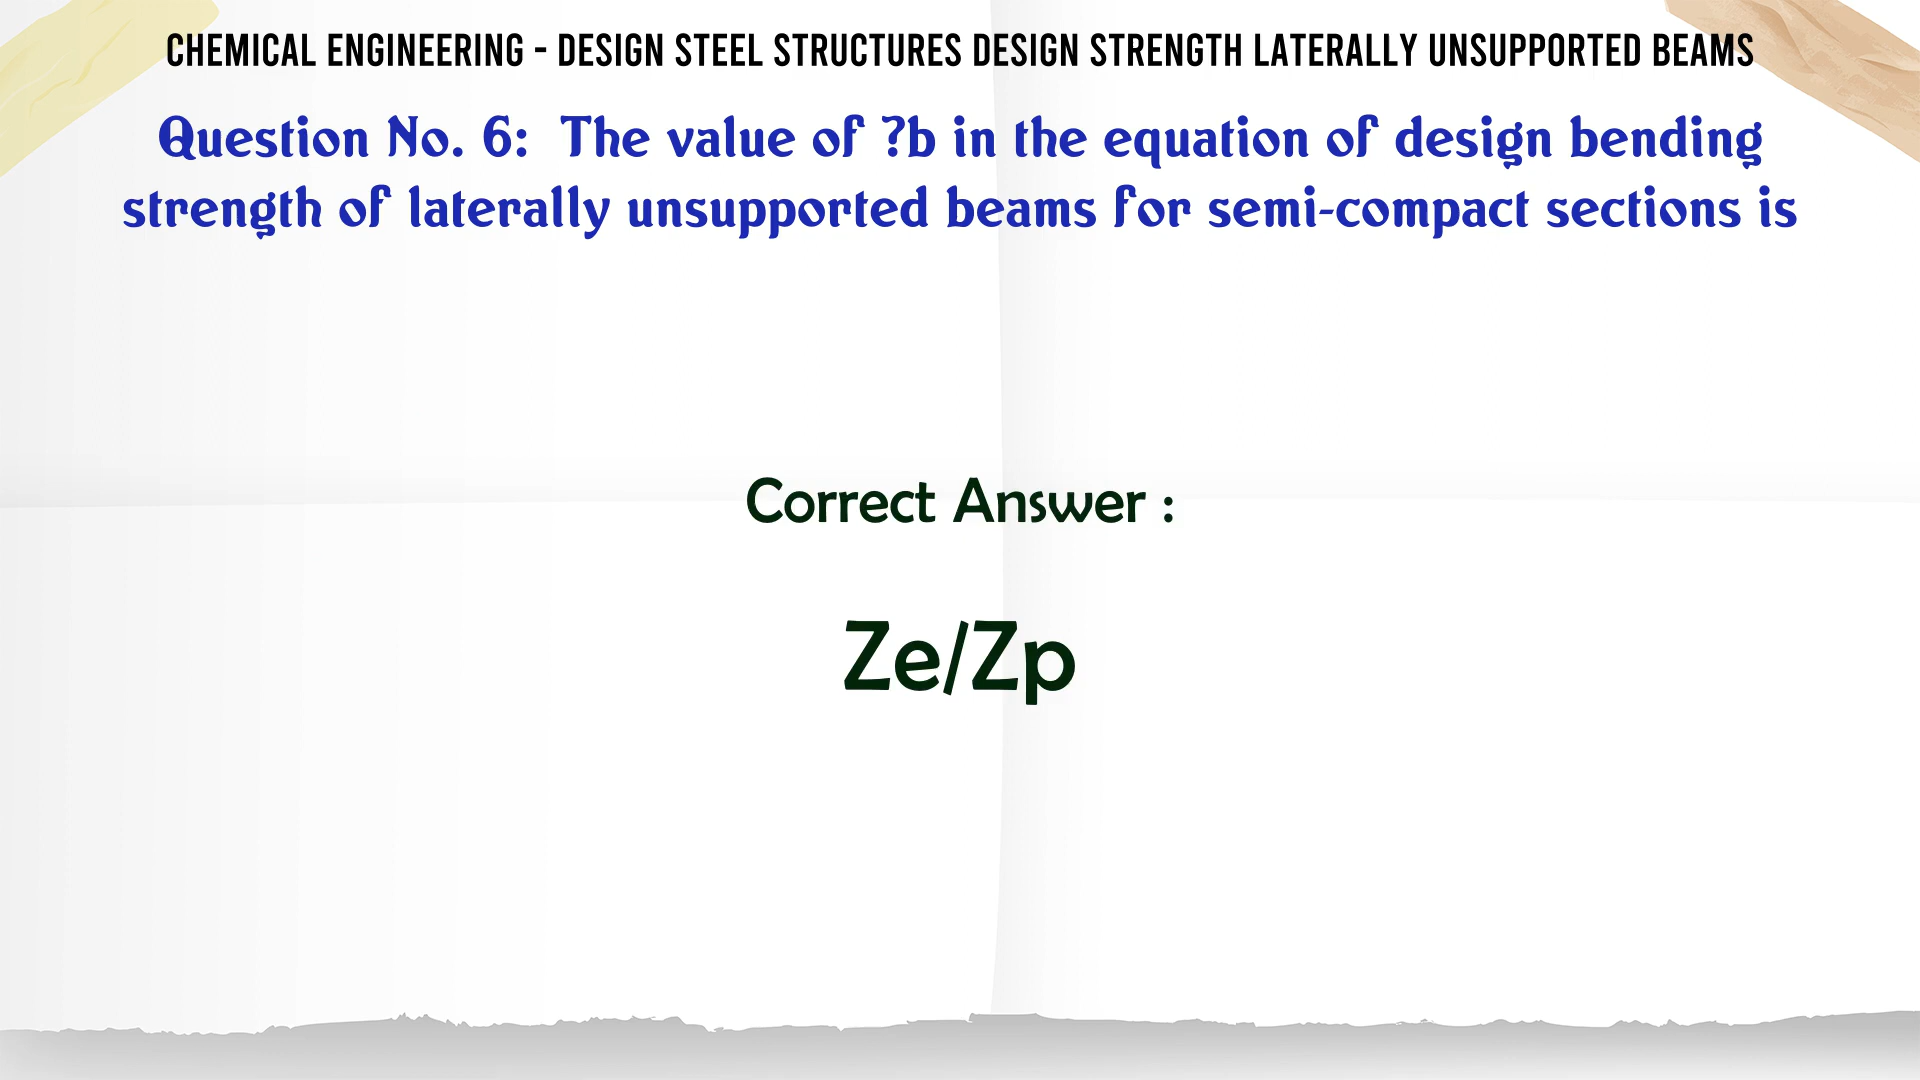 CHEMICAL ENGINEERING - DESIGN STEEL STRUCTURES DESIGN STRENGTH LATERALLY UNSUPPORTED BEAMS
Question No. 6: The value of ?b in the equation of design bending
strength of laterally unsupported beams for semi-compact sections is
Correct Answer :
Ze/Zp